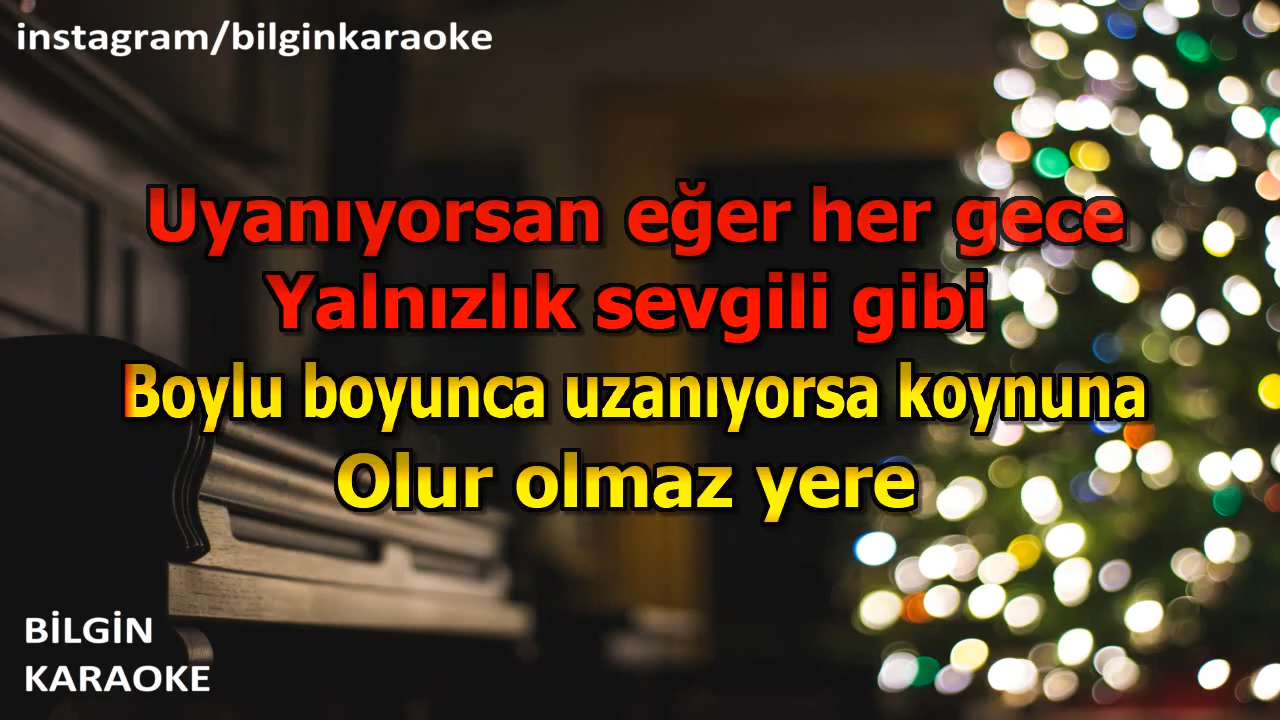 instagram/bilginkaraoke
Uyanıyorsan eğer her gece
Yalnızlık sevgili gibi
Boylu boyunca uzanıyorsa koynuna
Olur olmaz yere
BİLGİN
KARAOKE